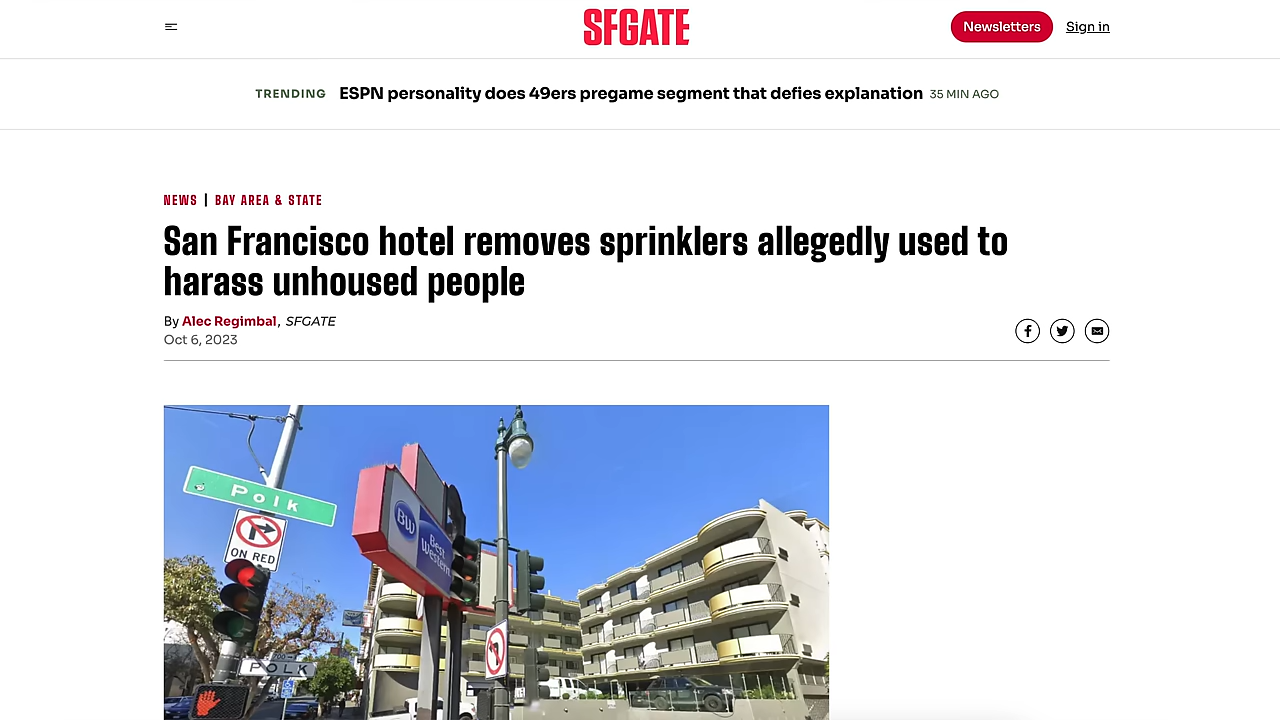 SFGATE
Newsletters
Sign in
TRENDING ESPN personality does 49ers pregame segment that defies explanation 35 MIN AGO
NEWS | BAY AREA & STATE
San Francisco hotel removes sprinklers allegedly used to
harass unhoused people
By Alec Regimbal, SFGATE
Oct 6, 2023
Polk
ON RED
BW
Best
Western
POLK